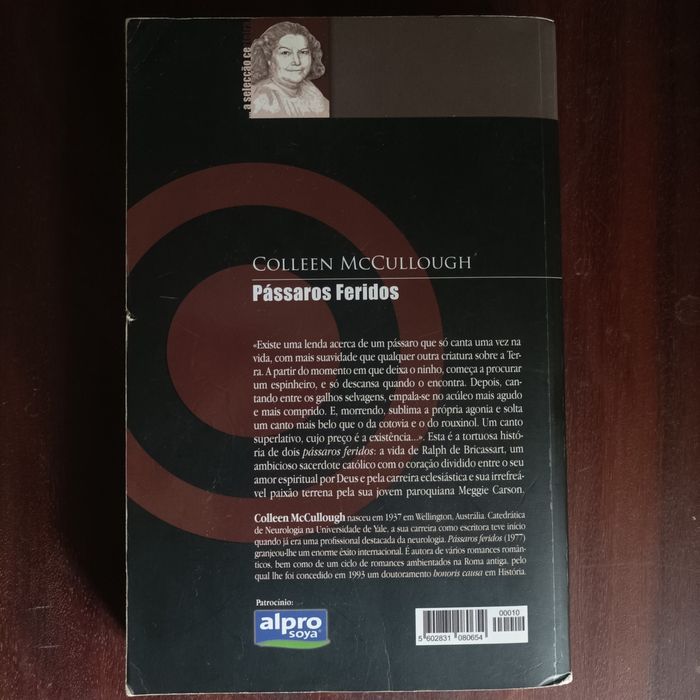 a selecção ce
COLLEEN MCCULLOUGH
Pássaros Feridos
«Existe uma lenda acerca de um pássaro que só canta uma vez na
vida, com mais suavidade que qualquer outra criatura sobre a Ter-
ra. A partir do momento em que deixa o ninho, começa a procurar
um espinheiro, e só descansa quando o encontra. Depois, can-
tando entre os galhos selvagens, empala-se no acúleo mais agudo
e mais comprido. E, morrendo, sublima a própria agonia e solta
um canto mais belo que o da cotovia e o do rouxinol. Um canto
superlativo, cujo preço é a existência...». Esta é a tortuosa histó-
ria de dois pássaros feridos: a vida de Ralph de Bricassart, um
ambicioso sacerdote católico com o coração dividido entre o seu
amor espiritual por Deus e pela carreira eclesiástica e sua irrefreá-
vel paixão terrena pela sua jovem paroquiana Meggie Carson.
Colleen McCullough nasceu em 1937 em Wellington, Austrália. Catedrática
de Neurologia na Universidade de Yale, a sua carreira como escritora teve início
quando já era uma profissional destacada da neurologia. Pássaros feridos (1977)
granjeou-lhe um enorme êxito internacional. É autora de vários romances român-
ticos, bem como de um ciclo de romances ambientados na Roma antiga, pelo
qual lhe foi concedido em 1993 um doutoramento honoris causa em História.
Patrocínio:
alpro
soya
00010
5 602831 080654